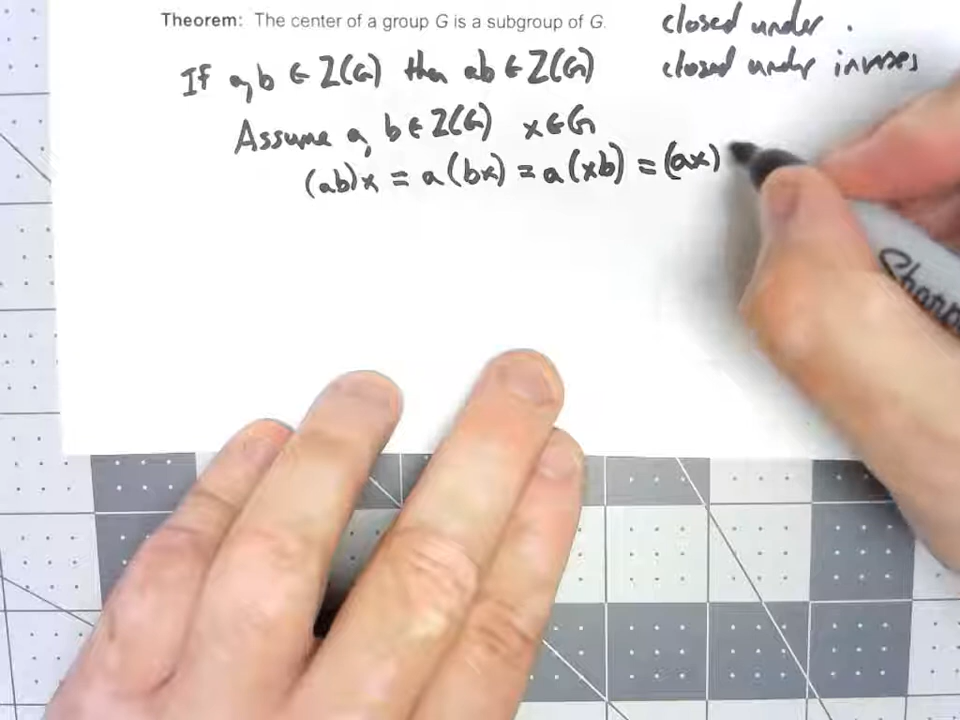 Theorem: The center of a group G is a subgroup of G.
closed under .
closed under inverses
If a, b ∈ Z(G) then ab ∈ Z(G)
Assume a, b ∈ Z(G) x ∈ G
(ab)x = a(bx) = a(xb) = (ax)
Sharp